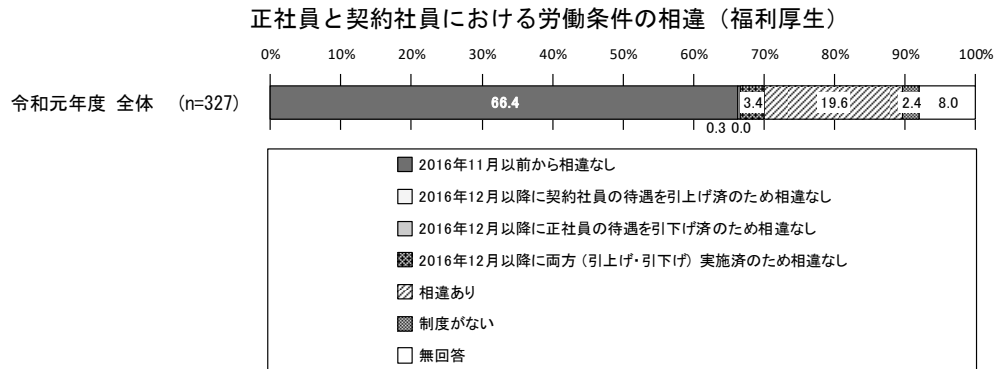 正社員と契約社員における労働条件の相違（福利厚生）
0% 10% 20% 30% 40% 50% 60% 70% 80% 90% 100%
令和元年度 全体 (n=327) 66.4 3.4 19.6 2.4 8.0
0.3 0.0
2016年11月以前から相違なし
2016年12月以降に契約社員の待遇を引上げ済のため相違なし
2016年12月以降に正社員の待遇を引下げ済のため相違なし
2016年12月以降に両方（引上げ・引下げ）実施済のため相違なし
相違あり
制度がない
無回答